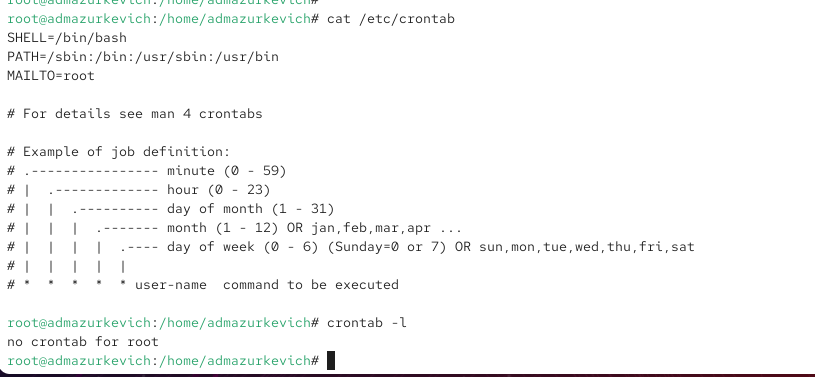 root@admazurkevich:/home/admazurkevich#
root@admazurkevich:/home/admazurkevich# cat /etc/crontab
SHELL=/bin/bash
PATH=/sbin:/bin:/usr/sbin:/usr/bin
MAILTO=root

# For details see man 4 crontabs

# Example of job definition:
# .---------------- minute (0 - 59)
# |  .------------- hour (0 - 23)
# |  |  .---------- day of month (1 - 31)
# |  |  |  .------- month (1 - 12) OR jan,feb,mar,apr ...
# |  |  |  |  .---- day of week (0 - 6) (Sunday=0 or 7) OR sun,mon,tue,wed,thu,fri,sat
# |  |  |  |  |
# *  *  *  *  * user-name  command to be executed

root@admazurkevich:/home/admazurkevich# crontab -l
no crontab for root
root@admazurkevich:/home/admazurkevich#